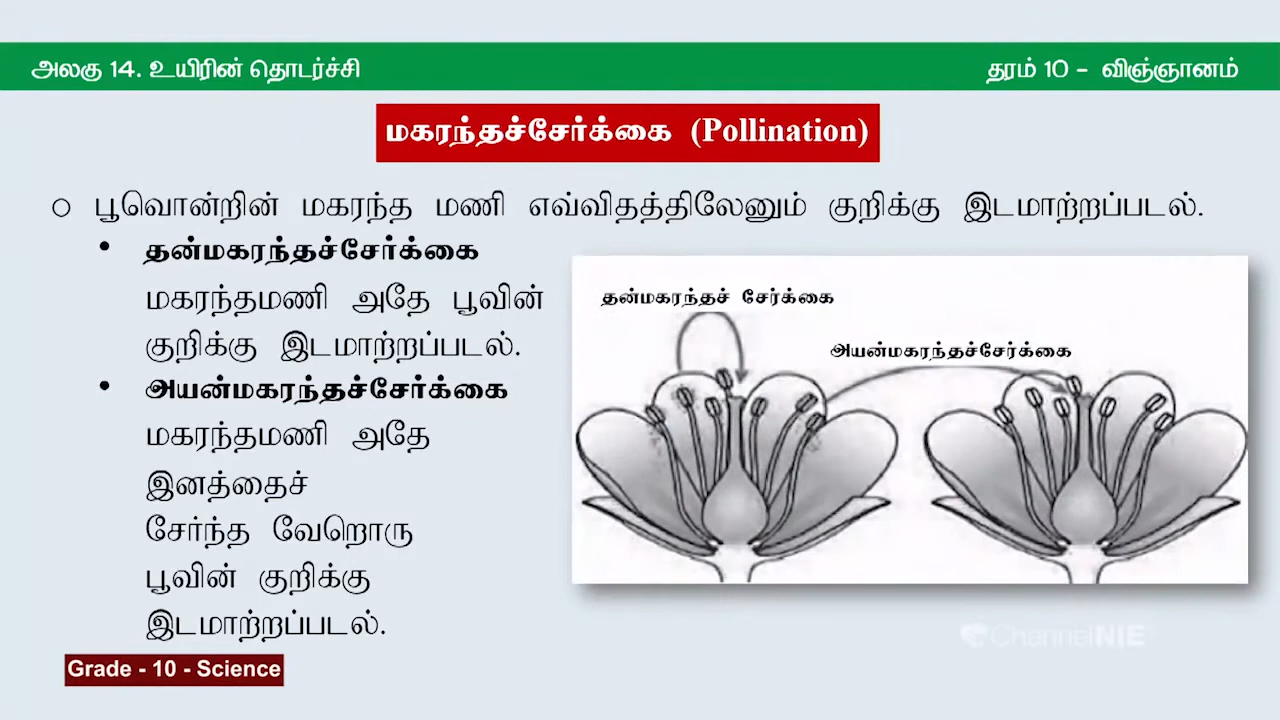 அலகு 14. உயிரின் தொடர்ச்சி
தரம் 10 - விஞ்ஞானம்
மகரந்தச்சேர்க்கை (Pollination)
பூவொன்றின் மகரந்த மணி எவ்விதத்திலேனும் குறிக்கு இடமாற்றப்படல்.
தன்மகரந்தச்சேர்க்கை
மகரந்தமணி அதே பூவின்
குறிக்கு இடமாற்றப்படல்.
அயன்மகரந்தச்சேர்க்கை
மகரந்தமணி அதே
இனத்தைச்
சேர்ந்த வேறொரு
பூவின் குறிக்கு
இடமாற்றப்படல்.
தன்மகரந்தச் சேர்க்கை
அயன்மகரந்தச்சேர்க்கை
ChannelNIE
Grade - 10 - Science